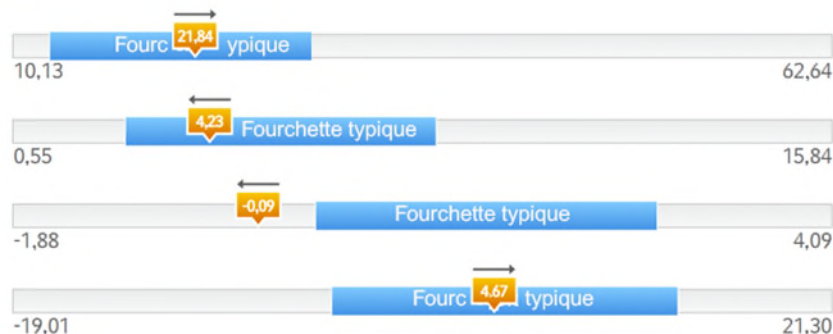 Fourc 21,84 ypique
10,13 62,64
4,23 Fourchette typique
0,55 15,84
-0,09 Fourchette typique
-1,88 4,09
Fourc 4.67 typique
-19,01 21,30